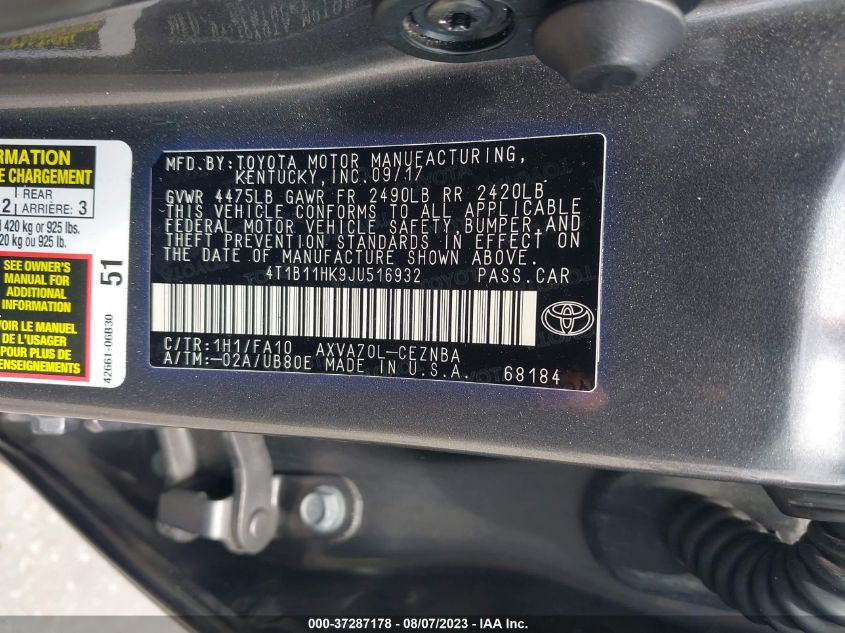 RMATION
E CHARGEMENT
2 REAR
ARRIÈRE: 3
420 kg or 925 lbs.
20 kg ou 925 lb.
SEE OWNER'S
MANUAL FOR
ADDITIONAL
INFORMATION
VOIR LE MANUEL
DE L'USAGER
POUR PLUS DE
RENSEIGNEMENTS
51
42661-06B30
MFD.BY:TOYOTA MOTOR MANUFACTURING,
KENTUCKY, INC.09/17
GVWR 4475LB GAWR FR 2490LB RR 2420LB
THIS VEHICLE CONFORMS TO ALL APPLICABLE
FEDERAL MOTOR VEHICLE SAFETY,BUMPER,AND
THEFT PREVENTION STANDARDS IN EFFECT ON
THE DATE OF MANUFACTURE SHOWN ABOVE.
4T1B11HK9JU516932 PASS.CAR
C/TR:1H1/FA10 AXVA70L-CEZNBA
A/TM:-02A/UB80E MADE IN U.S.A. 68184
000-37287178 - 08/07/2023 - IAA Inc.